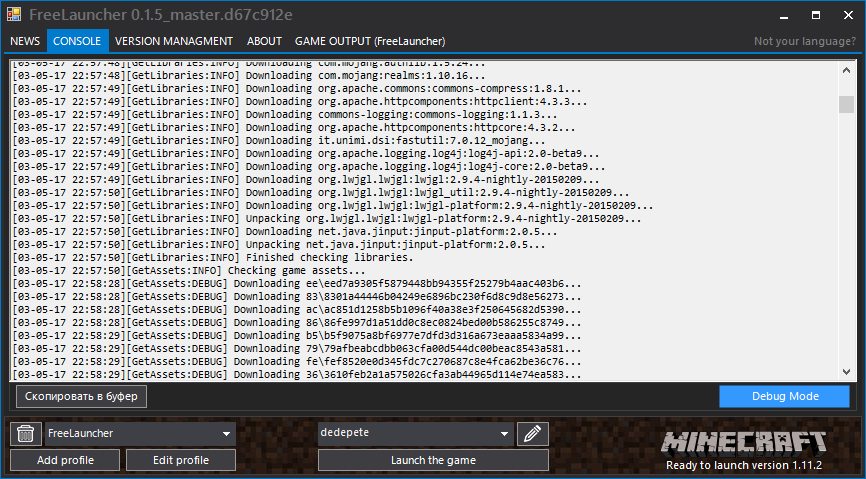 FreeLauncher 0.1.5_master.d67c912e
NEWS CONSOLE VERSION MANAGMENT ABOUT GAME OUTPUT (FreeLauncher) Not your language?
[03-05-17 22:57:48][GetLibraries:INFO] Downloading com.mojang:authlib:1.5.24...
[03-05-17 22:57:48][GetLibraries:INFO] Downloading com.mojang:realms:1.10.16...
[03-05-17 22:57:49][GetLibraries:INFO] Downloading org.apache.commons:commons-compress:1.8.1...
[03-05-17 22:57:49][GetLibraries:INFO] Downloading org.apache.httpcomponents:httpclient:4.3.3...
[03-05-17 22:57:49][GetLibraries:INFO] Downloading commons-logging:commons-logging:1.1.3...
[03-05-17 22:57:49][GetLibraries:INFO] Downloading org.apache.httpcomponents:httpcore:4.3.2...
[03-05-17 22:57:49][GetLibraries:INFO] Downloading it.unimi.dsi:fastutil:7.0.12_mojang...
[03-05-17 22:57:49][GetLibraries:INFO] Downloading org.apache.logging.log4j:log4j-api:2.0-beta9...
[03-05-17 22:57:49][GetLibraries:INFO] Downloading org.apache.logging.log4j:log4j-core:2.0-beta9...
[03-05-17 22:57:49][GetLibraries:INFO] Downloading org.lwjgl.lwjgl:lwjgl:2.9.4-nightly-20150209...
[03-05-17 22:57:50][GetLibraries:INFO] Downloading org.lwjgl.lwjgl:lwjgl_util:2.9.4-nightly-20150209...
[03-05-17 22:57:50][GetLibraries:INFO] Downloading org.lwjgl.lwjgl:lwjgl-platform:2.9.4-nightly-20150209...
[03-05-17 22:57:50][GetLibraries:INFO] Unpacking org.lwjgl.lwjgl:lwjgl-platform:2.9.4-nightly-20150209...
[03-05-17 22:57:50][GetLibraries:INFO] Downloading net.java.jinput:jinput-platform:2.0.5...
[03-05-17 22:57:50][GetLibraries:INFO] Unpacking net.java.jinput:jinput-platform:2.0.5...
[03-05-17 22:57:50][GetLibraries:INFO] Finished checking libraries.
[03-05-17 22:57:50][GetAssets:INFO] Checking game assets...
[03-05-17 22:58:28][GetAssets:DEBUG] Downloading ee\eed7a9305f5879448bb94355f25279b4aac403b6...
[03-05-17 22:58:28][GetAssets:DEBUG] Downloading 83\8301a44446b04249e6896bc230f6d8c9d8e56273...
[03-05-17 22:58:28][GetAssets:DEBUG] Downloading ac\ac851d1258b5b1096f40a38e3f250645682d5390...
[03-05-17 22:58:28][GetAssets:DEBUG] Downloading 86\86fe997d1a51dd0c8ec0824bed00b586255c8749...
[03-05-17 22:58:29][GetAssets:DEBUG] Downloading b5\b5f9075a8bf6977e7dfd3d316a673eaaa5834a99...
[03-05-17 22:58:29][GetAssets:DEBUG] Downloading 79\79afbeabcdbb063cfa00d544dc00beac8543a581...
[03-05-17 22:58:29][GetAssets:DEBUG] Downloading fe\fef8520e0d345fdc7c270687c8e4fca62be36c76...
[03-05-17 22:58:29][GetAssets:DEBUG] Downloading 36\3610feb2a1a575026cfa3ab44965d114e74ea583...
Скопировать в буфер Debug Mode
FreeLauncher dedepete
MINECRAFT
Add profile Edit profile Launch the game
Ready to launch version 1.11.2